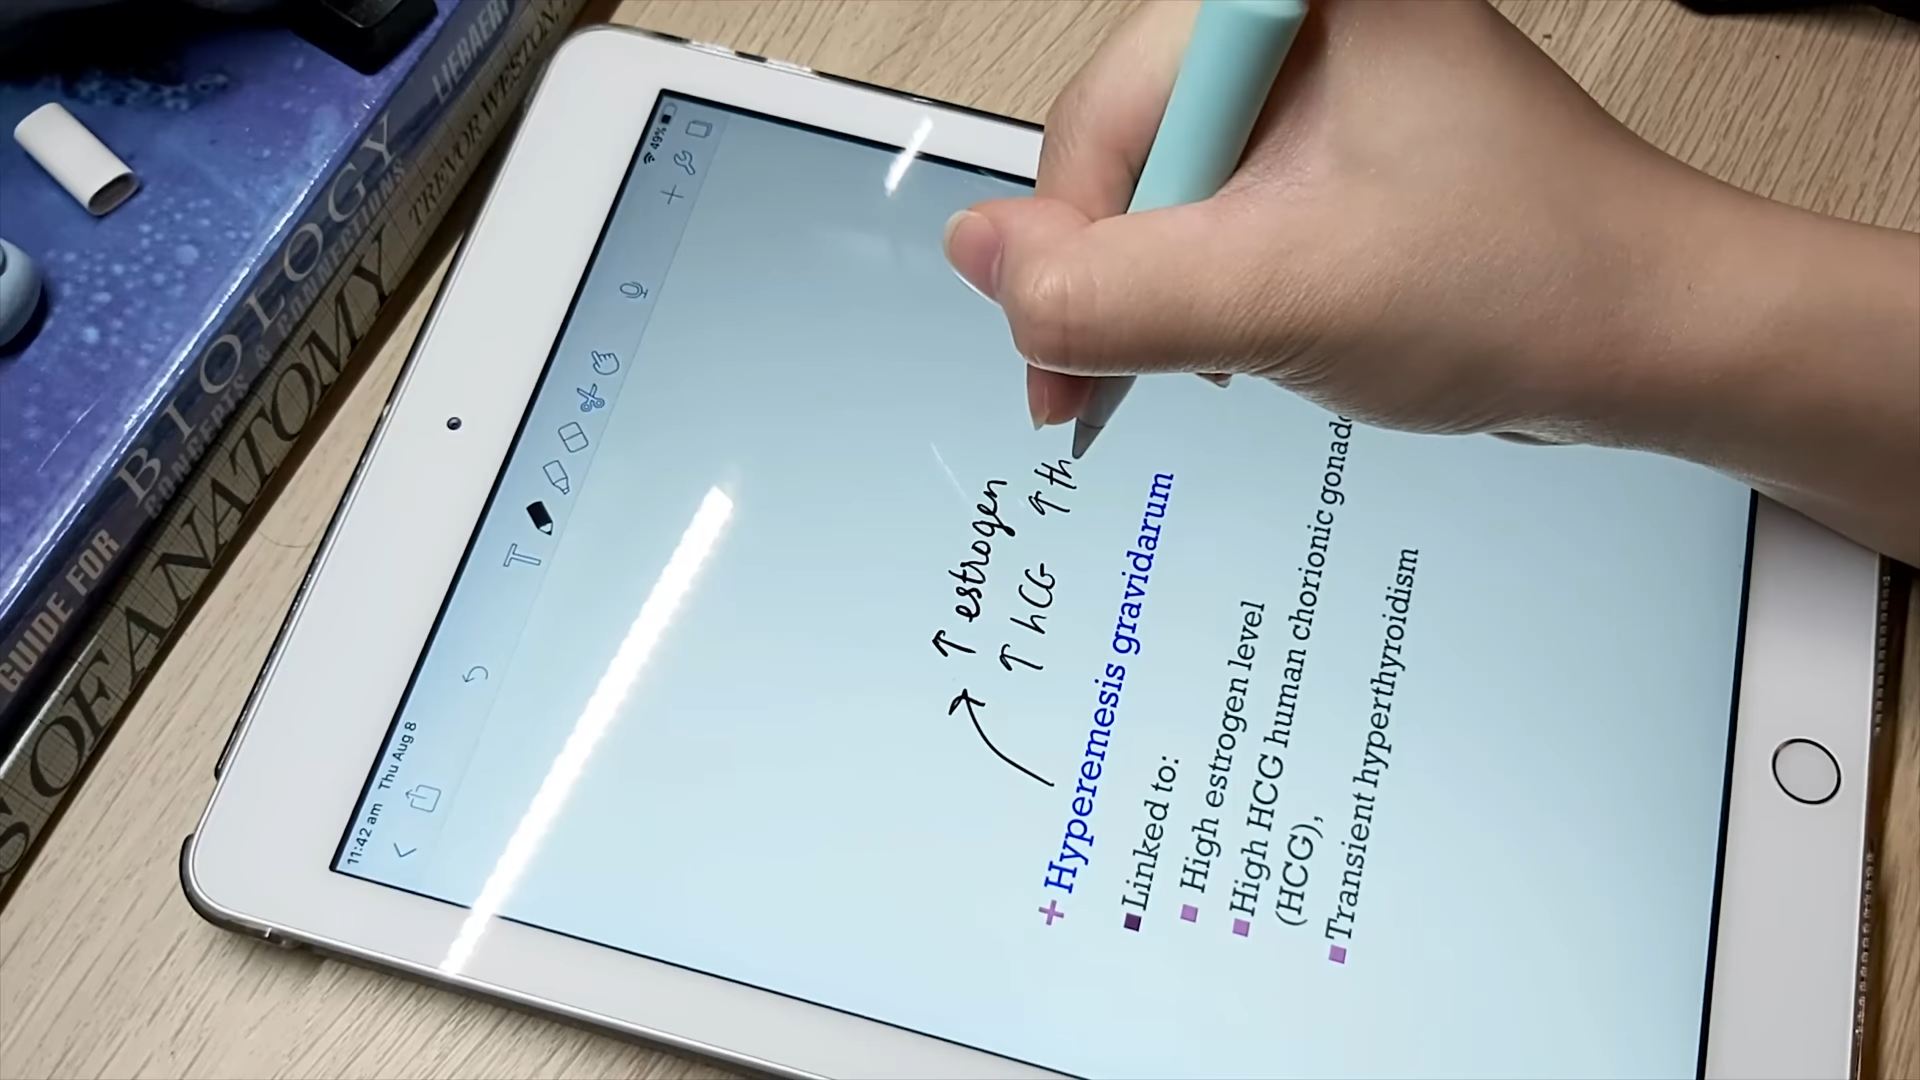 LIEBAERT
GUIDE FOR BIOLOGY
CONCEPTS & CONNECTIONS
OF ANATOMY TREVOR WESTON,
11:42 am Thu Aug 8
49%
T
↑ estrogen
↑ hCG ↑ th
+ Hyperemesis gravidarum
Linked to:
High estrogen level
High HCG human chorionic gonad
(HCG),
Transient hyperthyroidism